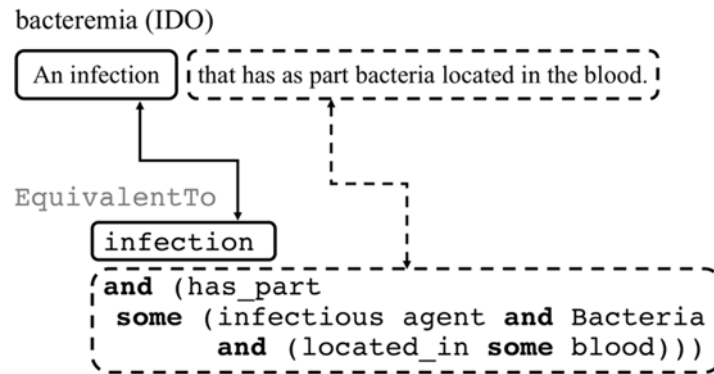 bacteremia (IDO)
An infection that has as part bacteria located in the blood.
EquivalentTo
infection
and (has_part
some (infectious agent and Bacteria
and (located_in some blood)))